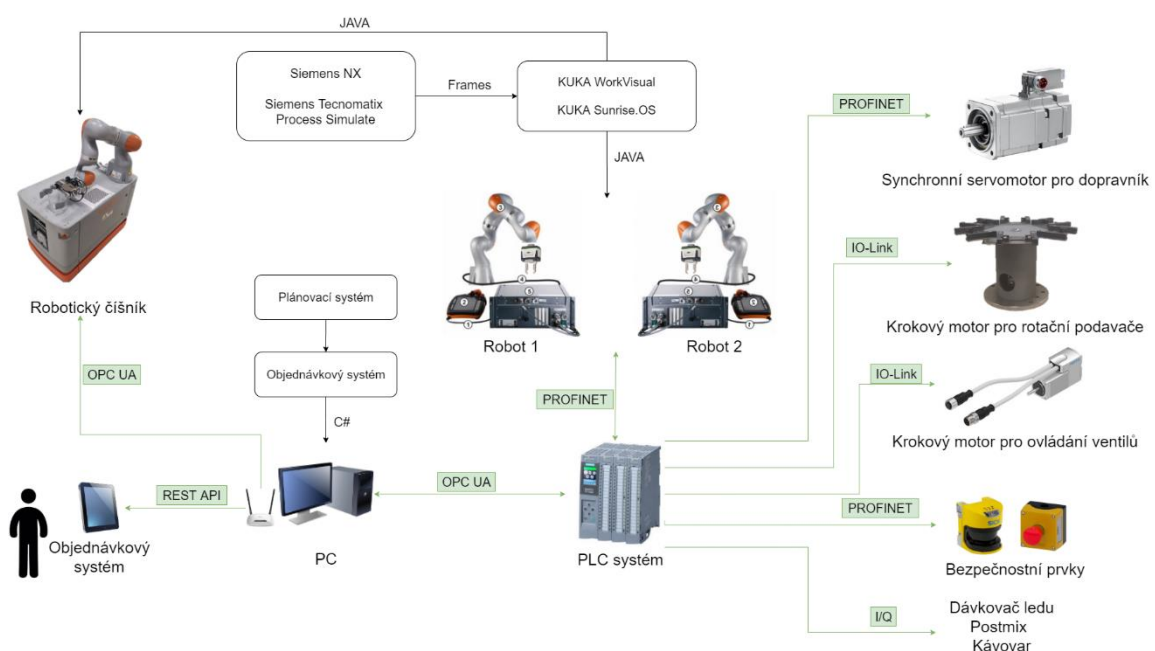 JAVA
Siemens NX
Siemens Tecnomatix
Process Simulate
Frames
KUKA WorkVisual
KUKA Sunrise.OS
JAVA
PROFINET
Synchronní servomotor pro dopravník
IO-Link
Krokový motor pro rotační podavače
IO-Link
Krokový motor pro ovládání ventilů
Robotický číšník
Plánovací systém
Objednávkový systém
C#
Robot 1
Robot 2
OPC UA
PROFINET
REST API
OPC UA
Objednávkový
systém
PC
PLC systém
PROFINET
Bezpečnostní prvky
I/Q
Dávkovač ledu
Postmix
Kávovar